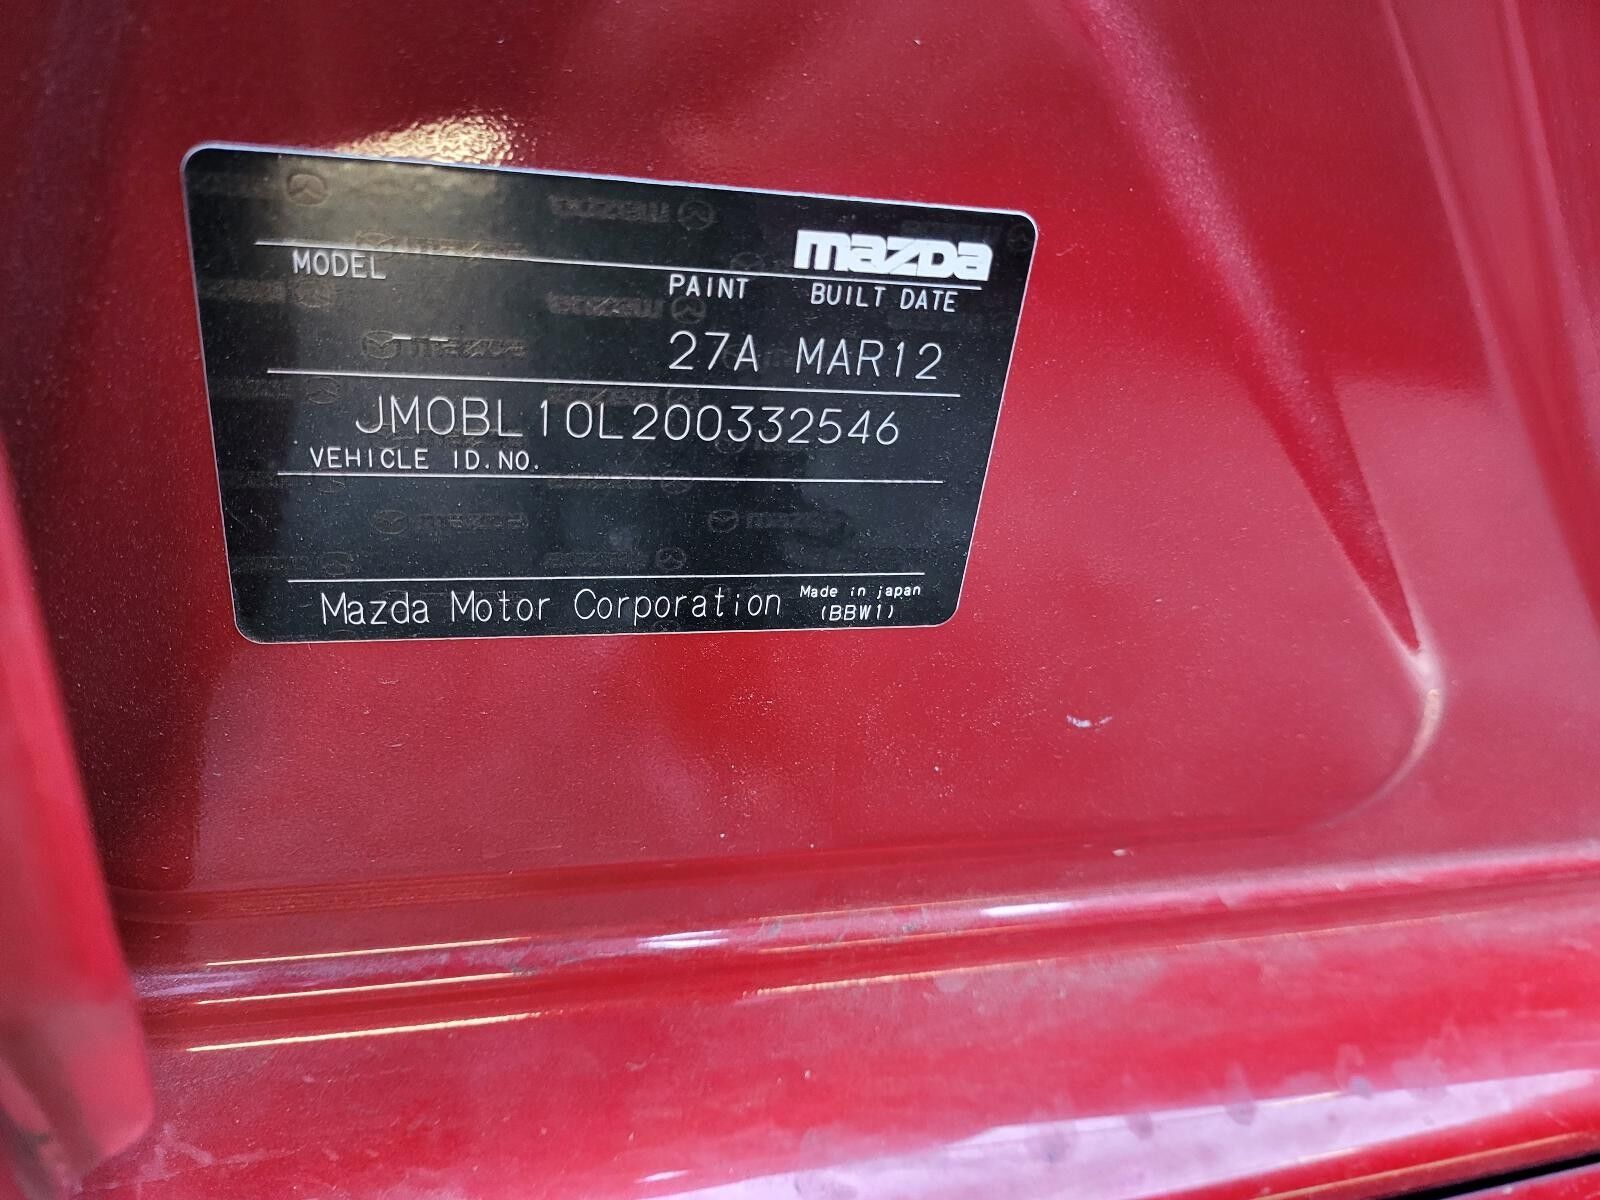 mazda
MODEL PAINT BUILT DATE
-- 27A MAR12
JM0BL10L200332546
VEHICLE ID.NO.
Mazda Motor Corporation Made in japan
(BBW1)